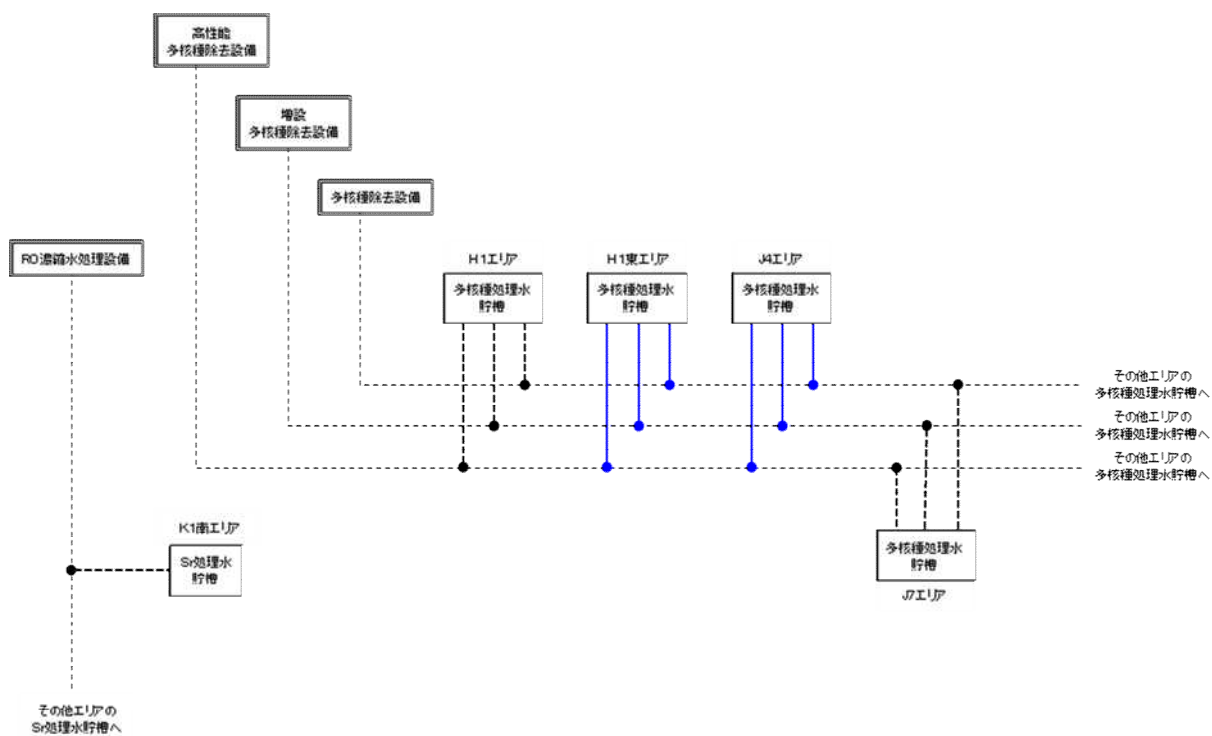 高性能
多核種除去設備
増設
多核種除去設備
多核種除去設備
RO濃縮水処理設備
H1エリア
多核種処理水
貯槽
H1東エリア
多核種処理水
貯槽
J4エリア
多核種処理水
貯槽
その他エリアの
多核種処理水貯槽へ
その他エリアの
多核種処理水貯槽へ
その他エリアの
多核種処理水貯槽へ
K1南エリア
Sr処理水
貯槽
多核種処理水
貯槽
J7エリア
その他エリアの
Sr処理水貯槽へ